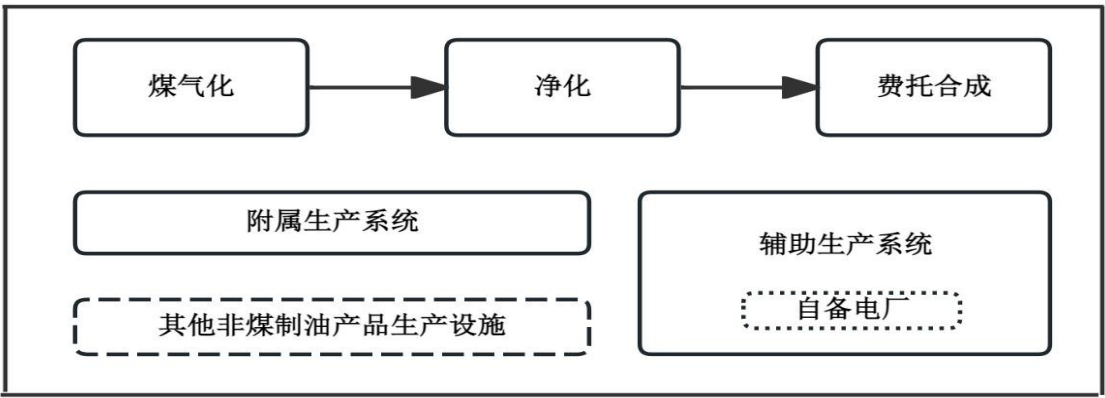 煤气化
净化
费托合成
附属生产系统
辅助生产系统
其他非煤制油产品生产设施
自备电厂